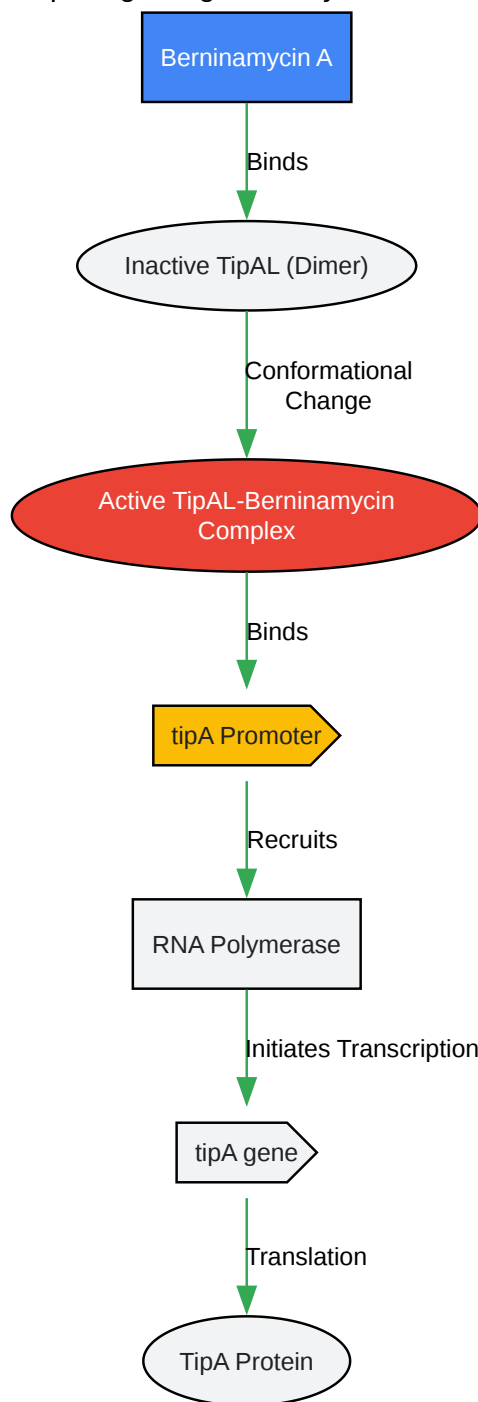 Berninamycin A
Binds
Inactive TipAL (Dimer)
Conformational
Change
Active TipAL-Berninamycin
Complex
Binds
tipA Promoter
Recruits
RNA Polymerase
Initiates Transcription
tipA gene
Translation
TipA Protein